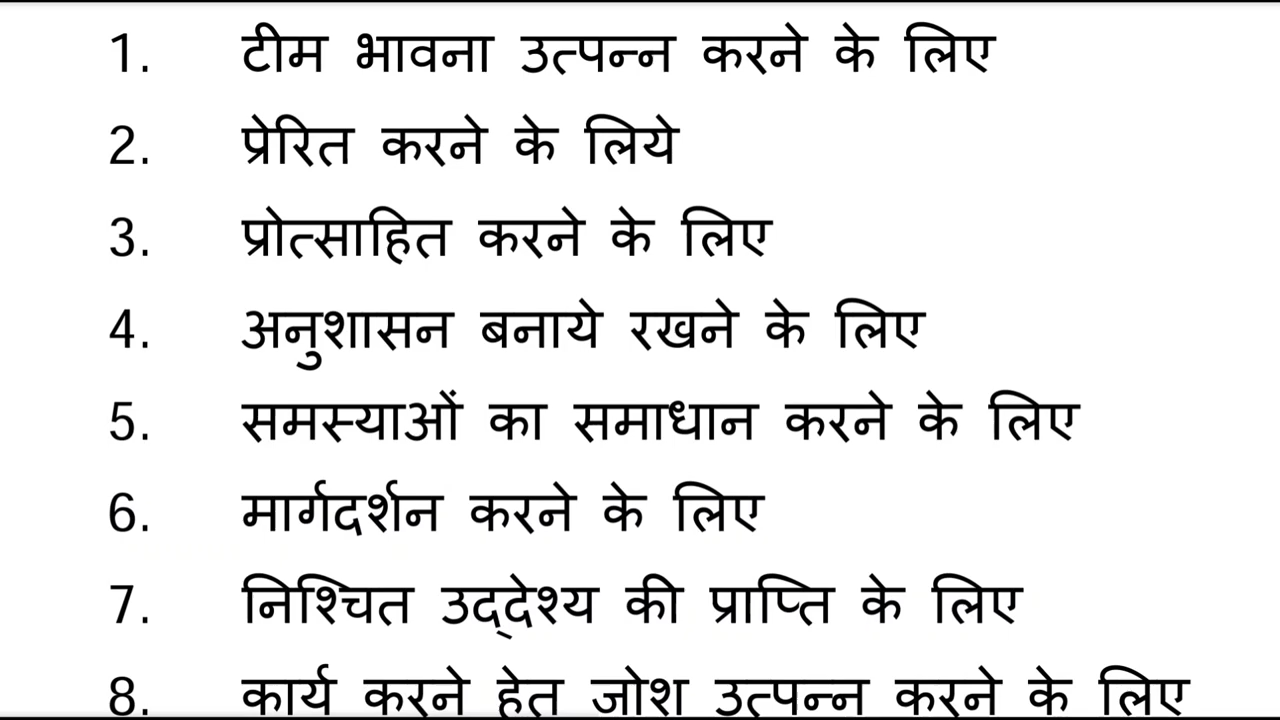 1. टीम भावना उत्पन्न करने के लिए
2. प्रेरित करने के लिये
3. प्रोत्साहित करने के लिए
4. अनुशासन बनाये रखने के लिए
5. समस्याओं का समाधान करने के लिए
6. मार्गदर्शन करने के लिए
7. निश्चित उद्देश्य की प्राप्ति के लिए
8. कार्य करने हेतु जोश उत्पन्न करने के लिए